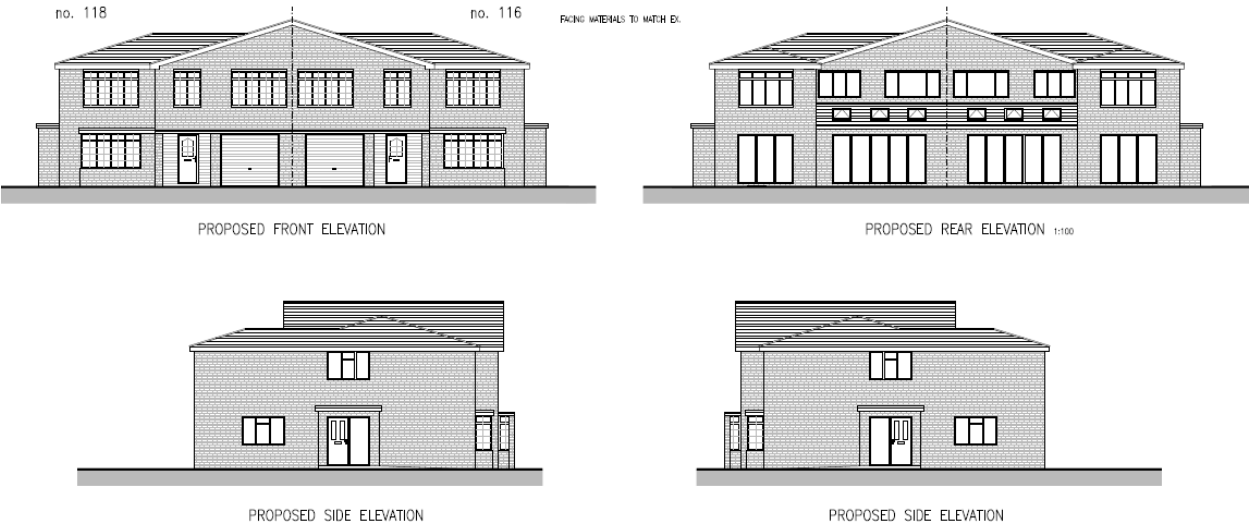 no. 118
no. 116
FACING MATERIALS TO MATCH EX.
PROPOSED FRONT ELEVATION
PROPOSED REAR ELEVATION 1:100
PROPOSED SIDE ELEVATION
PROPOSED SIDE ELEVATION